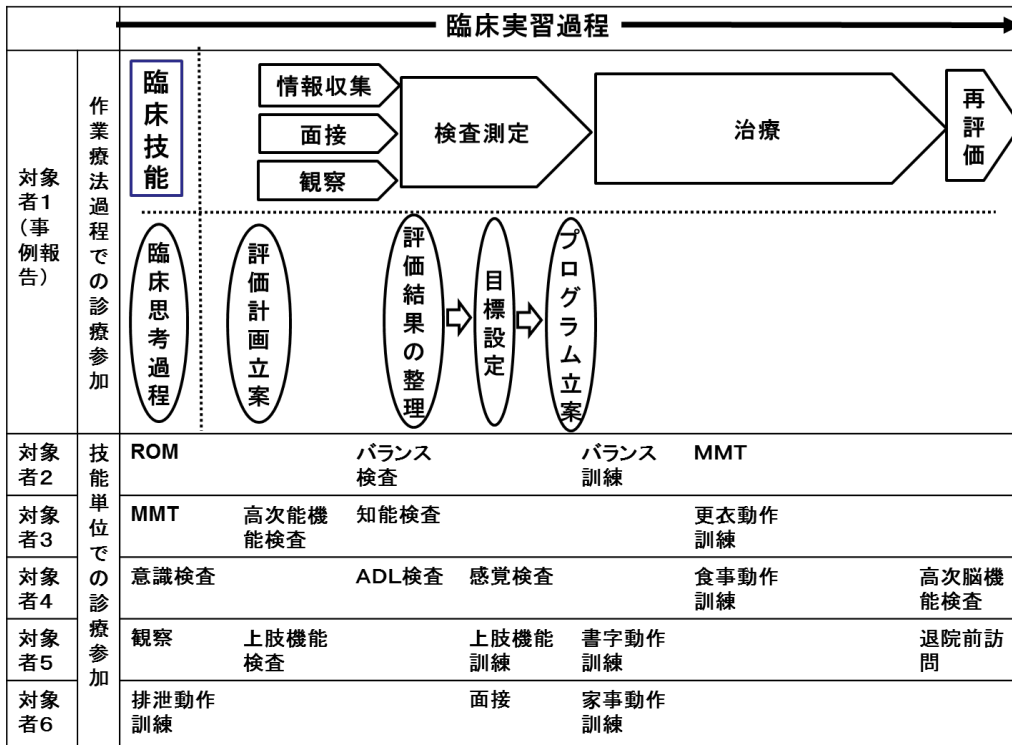 臨床実習過程
対象
者1
(事
例報
告)
作業療法過程での診療参加
臨床技能
情報収集
面接
観察
検査測定
治療
再評価
臨床思考過程
評価計画立案
評価結果の整理
目標設定
プログラム立案
技能単位での診療参加
対象
者2
ROM
バランス
検査
バランス
訓練
MMT
対象
者3
MMT
高次能機
能検査
知能検査
更衣動作
訓練
対象
者4
意識検査
ADL検査
感覚検査
食事動作
訓練
高次脳機
能検査
対象
者5
観察
上肢機能
検査
上肢機能
訓練
書字動作
訓練
退院前訪
問
対象
者6
排泄動作
訓練
面接
家事動作
訓練